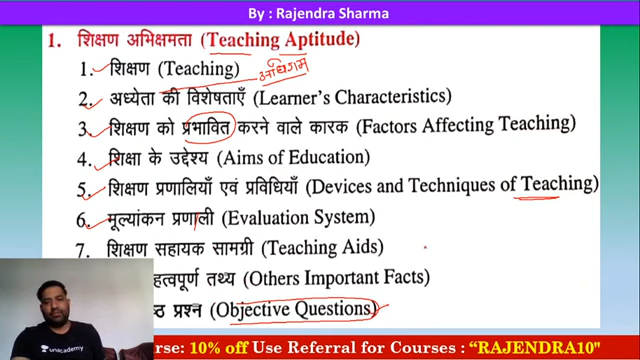 By : Rajendra Sharma
1. शिक्षण अभिक्षमता (Teaching Aptitude)
1. शिक्षण (Teaching) अधिगम
2. अध्येता की विशेषताएँ (Learner's Characteristics)
3. शिक्षण को प्रभावित करने वाले कारक (Factors Affecting Teaching)
4. शिक्षा के उद्देश्य (Aims of Education)
5. शिक्षण प्रणालियाँ एवं प्रविधियाँ (Devices and Techniques of Teaching)
6. मूल्यांकन प्रणाली (Evaluation System)
7. शिक्षण सहायक सामग्री (Teaching Aids)
तथ्य (Others Important Facts)
प्रश्न (Objective Questions)
unacademy
10% off Use Referral for Courses : “RAJENDRA10”